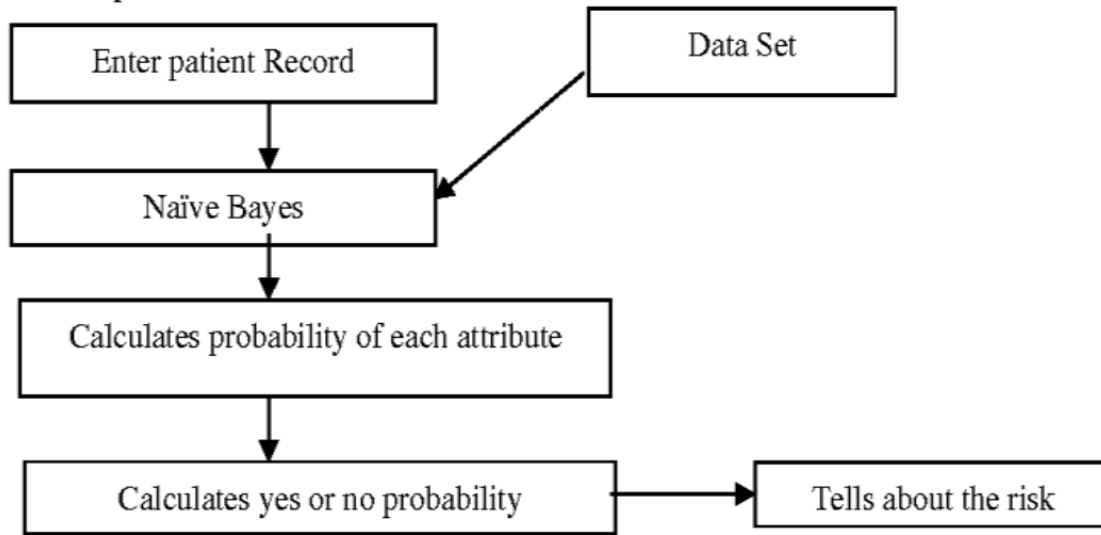 Enter patient Record
Data Set
Naïve Bayes
Calculates probability of each attribute
Calculates yes or no probability
Tells about the risk